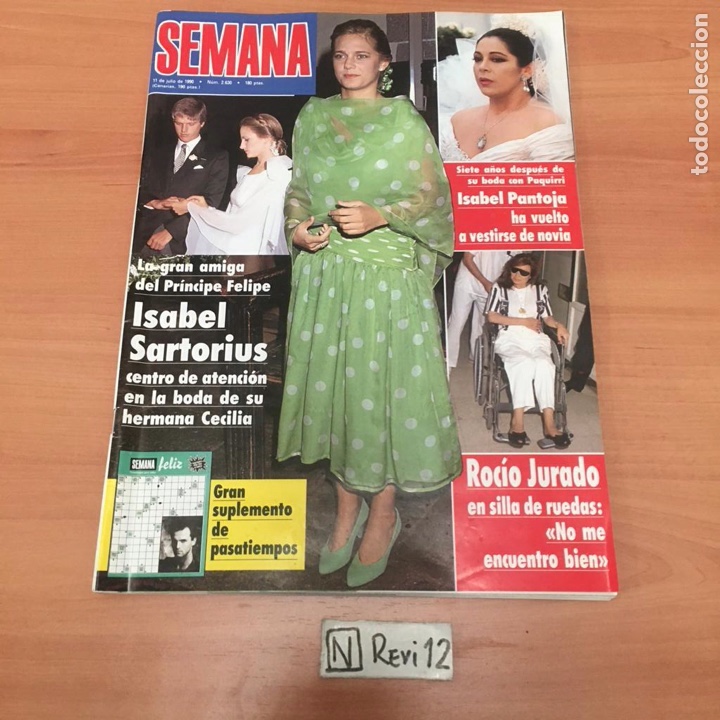 SEMANA
11 de julio de 1990 • Núm. 2.630 • 180 ptas
(Canarias, 190 ptas.)
Siete años después de
su boda con Paquirri
Isabel Pantoja
ha vuelto
a vestirse de novia
La gran amiga
del Príncipe Felipe
Isabel
Sartorius
centro de atención
en la boda de su
hermana Cecilia
Rocío Jurado
en silla de ruedas:
«No me
encuentro bien»
SEMANA feliz
Gran
suplemento
de
pasatiempos
N Revi 12
todocoleccion